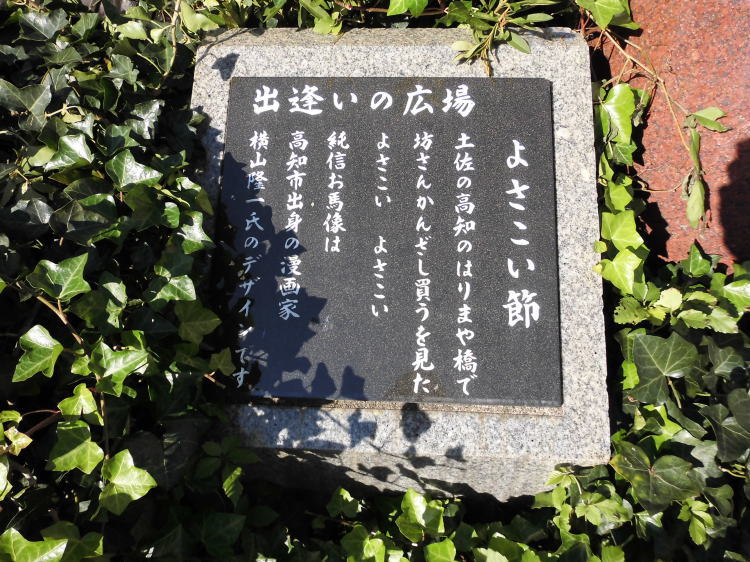 出逢いの広場
よさこい節
土佐の高知のはりまや橋で
坊さんかんざし買うを見た
よさこい　よさこい
純信お馬像は
高知市出身の漫画家
横山隆一氏のデザインです